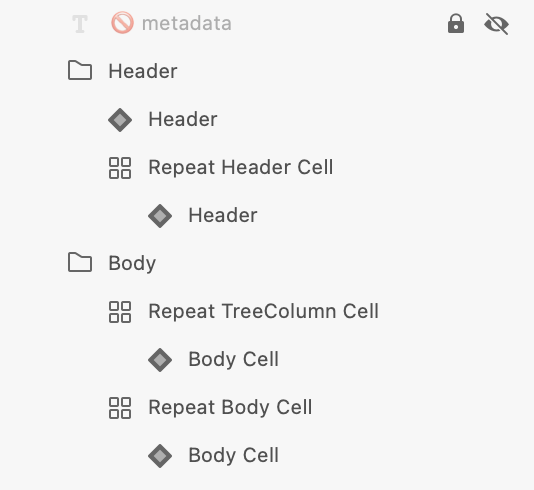 T 🚫 metadata
Header
Header
Repeat Header Cell
Header
Body
Repeat TreeColumn Cell
Body Cell
Repeat Body Cell
Body Cell